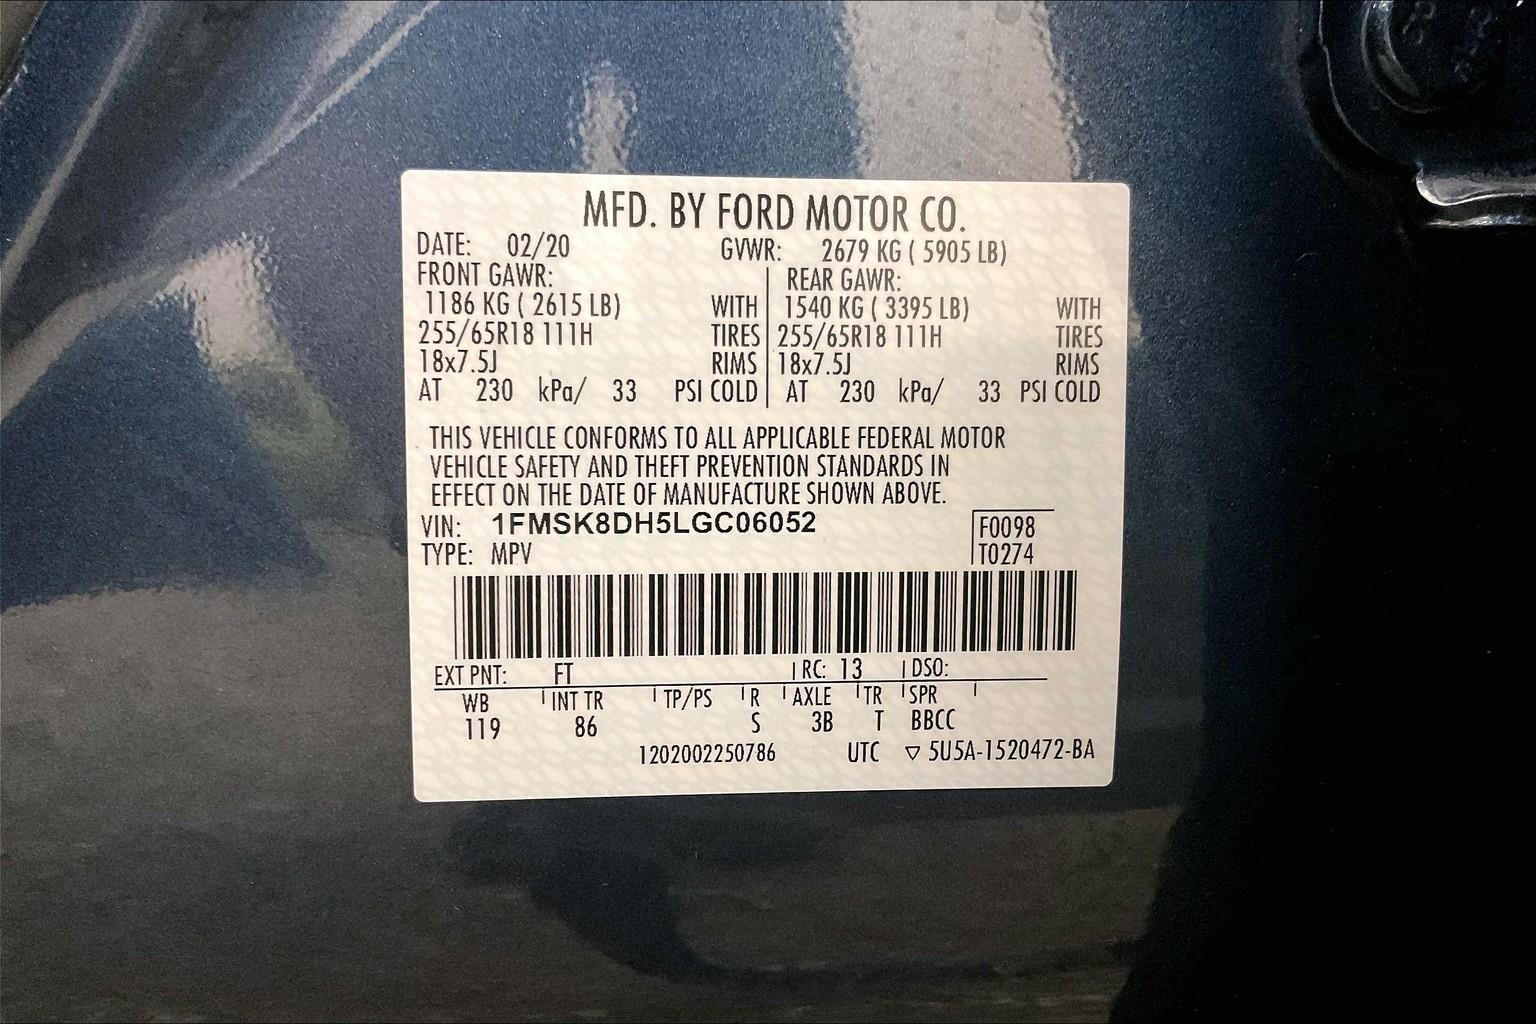 MFD. BY FORD MOTOR CO.
DATE: 02/20 GVWR: 2679 KG ( 5905 LB)
FRONT GAWR: REAR GAWR:
1186 KG ( 2615 LB) WITH 1540 KG ( 3395 LB) WITH
255/65R18 111H TIRES 255/65R18 111H TIRES
18x7.5J RIMS 18x7.5J RIMS
AT 230 kPa/ 33 PSI COLD AT 230 kPa/ 33 PSI COLD
THIS VEHICLE CONFORMS TO ALL APPLICABLE FEDERAL MOTOR
VEHICLE SAFETY AND THEFT PREVENTION STANDARDS IN
EFFECT ON THE DATE OF MANUFACTURE SHOWN ABOVE.
VIN: 1FMSK8DH5LGC06052 F0098
TYPE: MPV T0274
EXT PNT: FT RC: 13 DSO:
WB INT TR TP/PS R AXLE TR SPR
119 86 S 3B T BBCC
1202002250786 UTC ▽ 5U5A-1520472-BA